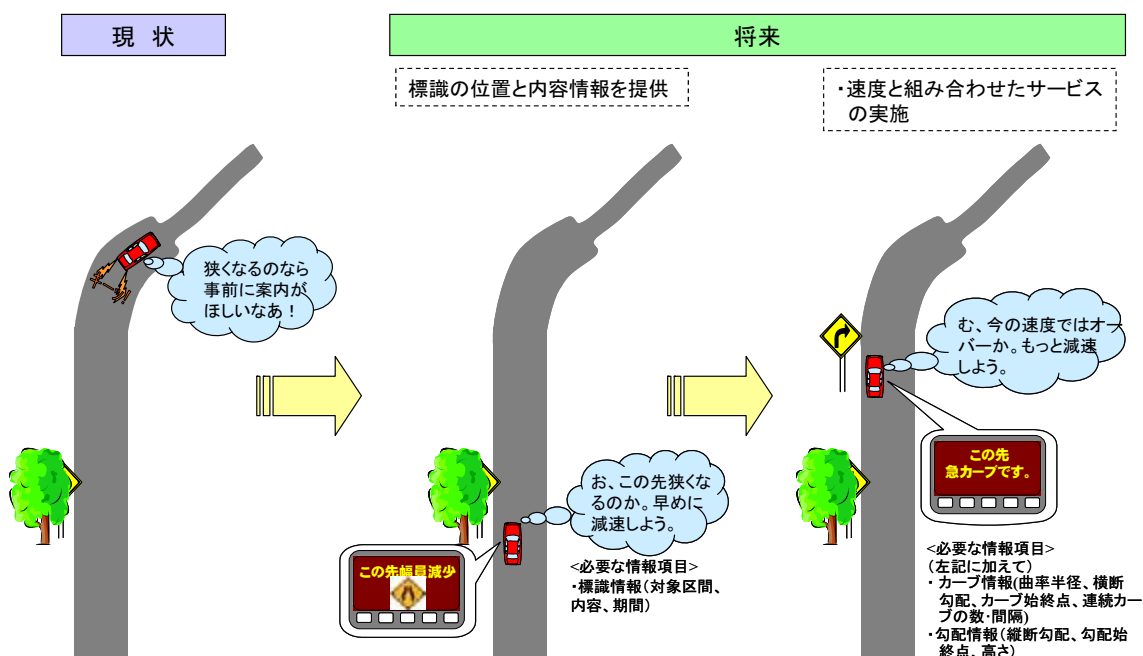 現 状
将来
標識の位置と内容情報を提供
・速度と組み合わせたサービス
の実施
狭くなるのなら
事前に案内が
ほしいなあ！
む、今の速度ではオー
バーか。もっと減速
しよう。
この先
急カーブです。
お、この先狭くな
るのか。早めに
減速しよう。
この先幅員減少
<必要な情報項目>
・標識情報（対象区間、
内容、期間）
<必要な情報項目>
（左記に加えて）
・カーブ情報(曲率半径、横断
勾配、カーブ始終点、連続カー
ブの数・間隔)
・勾配情報（縦断勾配、勾配始
終点、高さ）